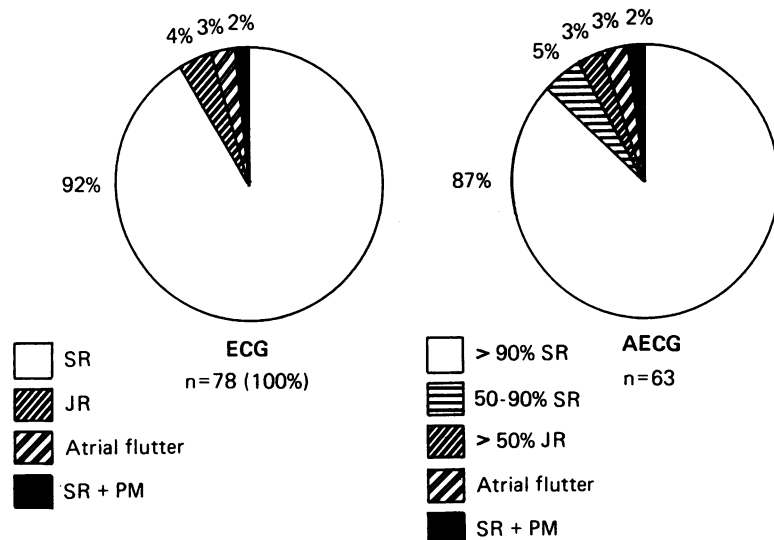 4% 3% 2%
92%
ECG
n=78 (100%)
SR
JR
Atrial flutter
SR + PM
5% 3% 3% 2%
87%
AECG
n=63
> 90% SR
50-90% SR
> 50% JR
Atrial flutter
SR + PM